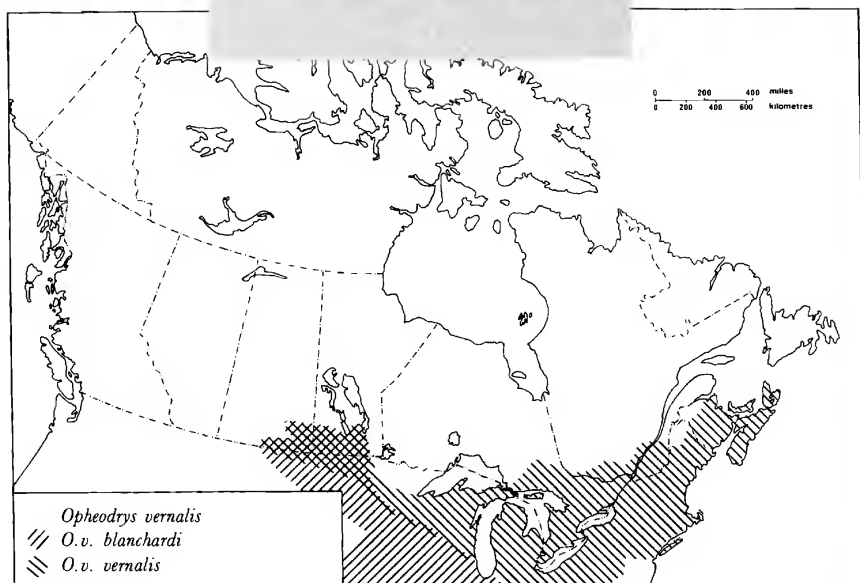 0 200 400 miles
0 200 400 600 kilometres
Opheodrys vernalis
O.v. blanchardi
O.v. vernalis